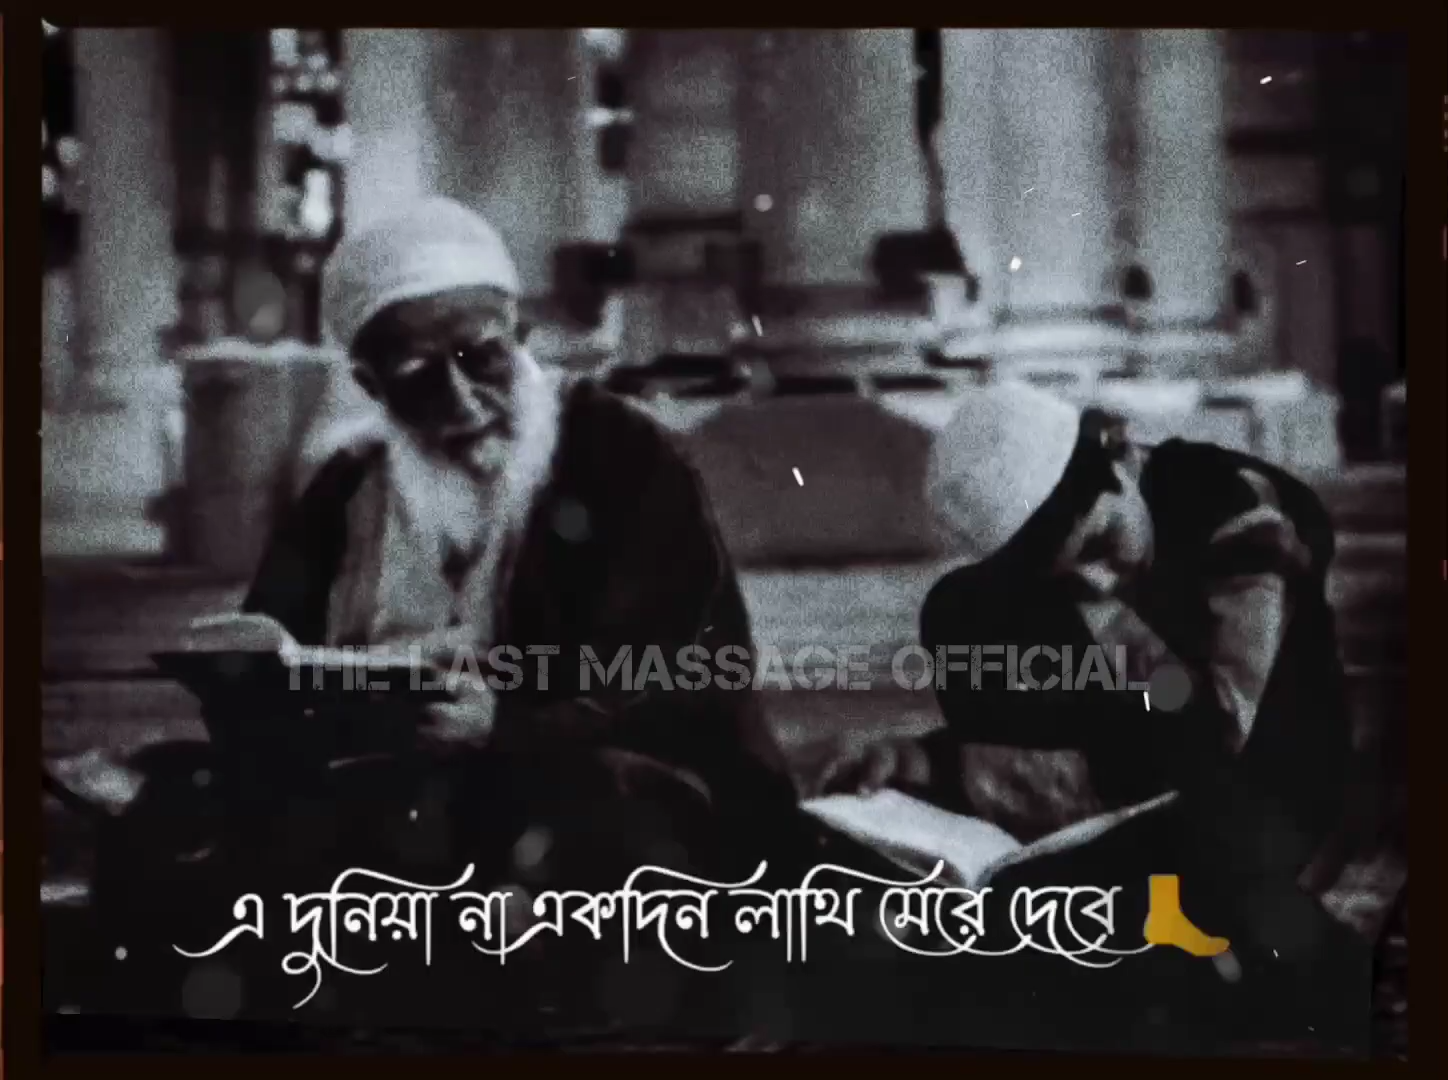 THE LAST MASSAGE OFFICIAL
এ দুনিয়া না একদিন লাথি মেরে দেবে 🦶